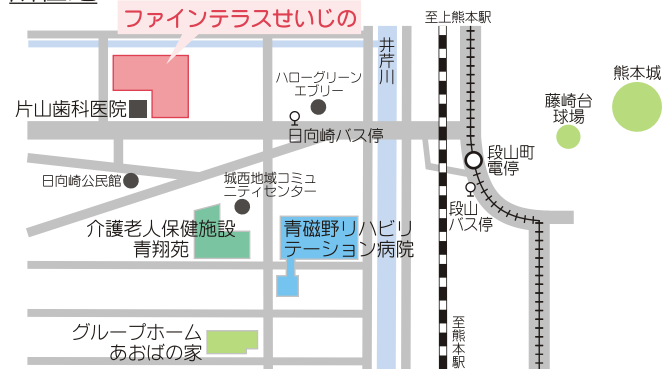 ファインテラスせいじの
至上熊本駅
井芹川
熊本城
ハローグリーン
エブリー
藤崎台
球場
片山歯科医院
日向崎バス停
段山町
電停
日向崎公民館
城西地域コミュ
ニティセンター
段山
バス停
介護老人保健施設
青翔苑
青磁野リハビリ
テーション病院
至熊本駅
グループホーム
あおばの家